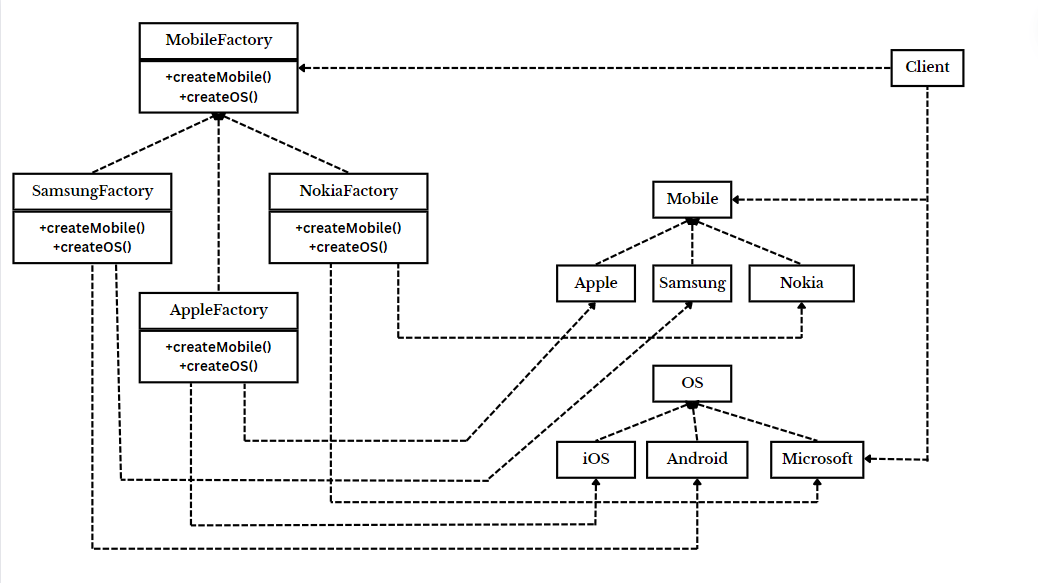 MobileFactory
+createMobile()
+createOS()
Client
SamsungFactory
+createMobile()
+createOS()
NokiaFactory
+createMobile()
+createOS()
Mobile
Apple
Samsung
Nokia
AppleFactory
+createMobile()
+createOS()
OS
iOS
Android
Microsoft